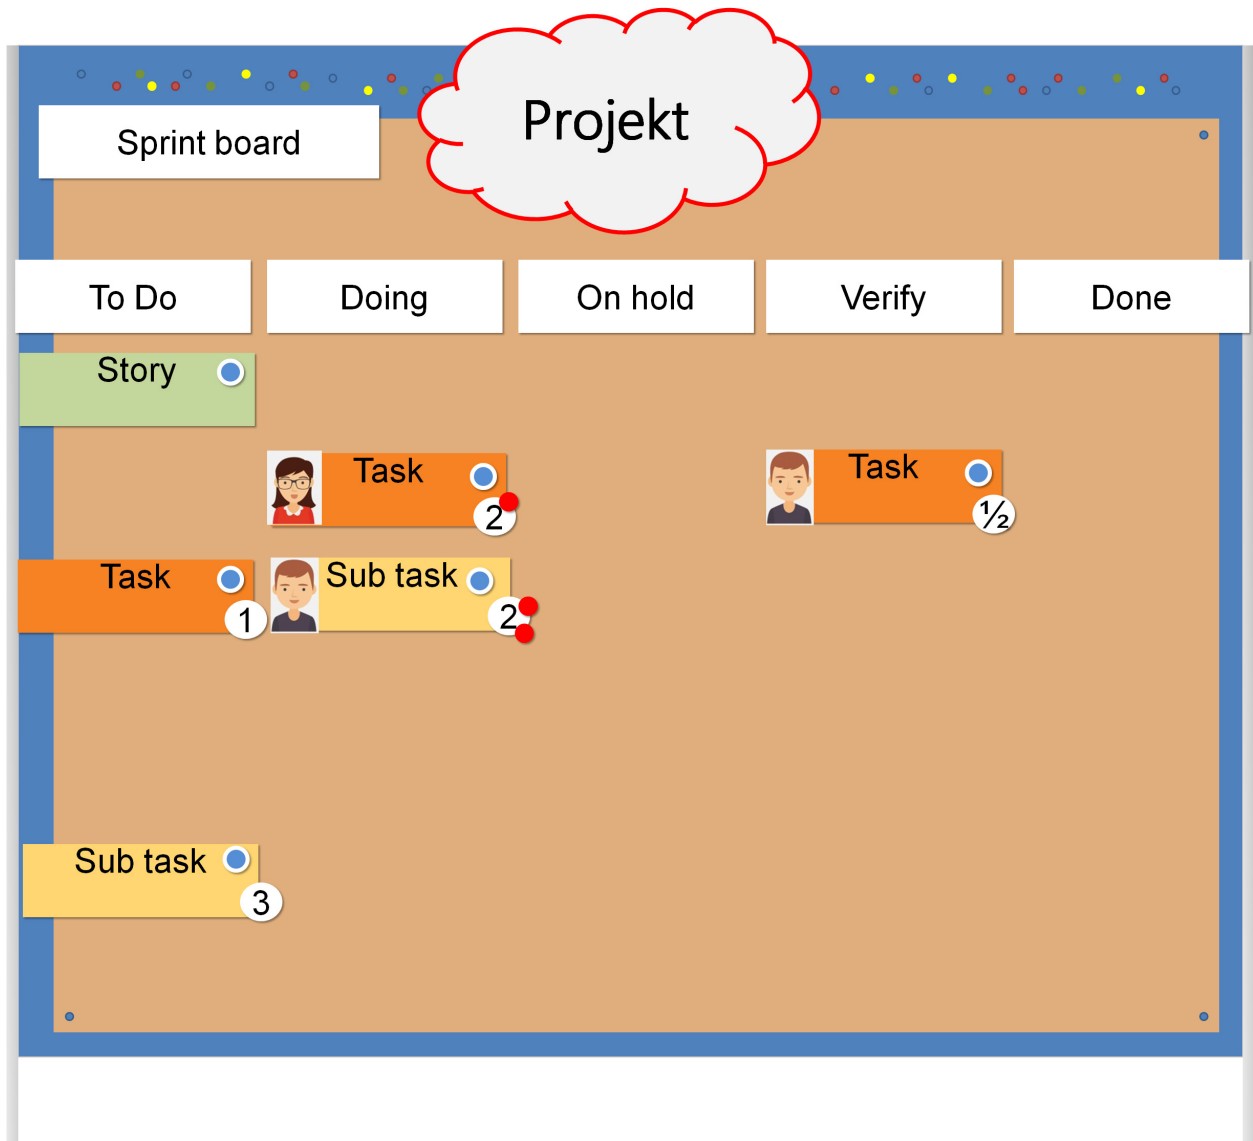 Projekt
Sprint board
To Do
Doing
On hold
Verify
Done
Story
Task
2
Task
½
Task
1
Sub task
2
Sub task
3